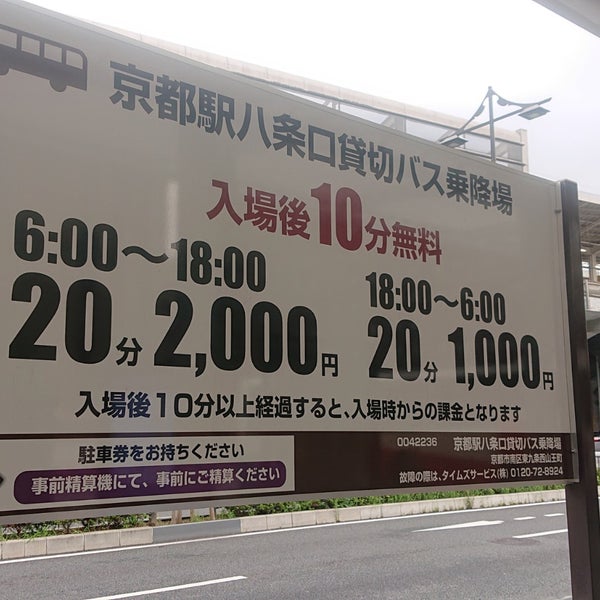 京都駅八条口貸切バス乗降場
入場後10分無料
6:00～18:00
20分 2,000円
18:00～6:00
20分 1,000円
入場後10分以上経過すると、入場時からの課金となります
駐車券をお持ちください
事前精算機にて、事前にご精算ください
0042236 京都駅八条口貸切バス乗降場
京都市南区東九条西山王町
故障の際は、タイムズサービス(株) 0120-72-8924